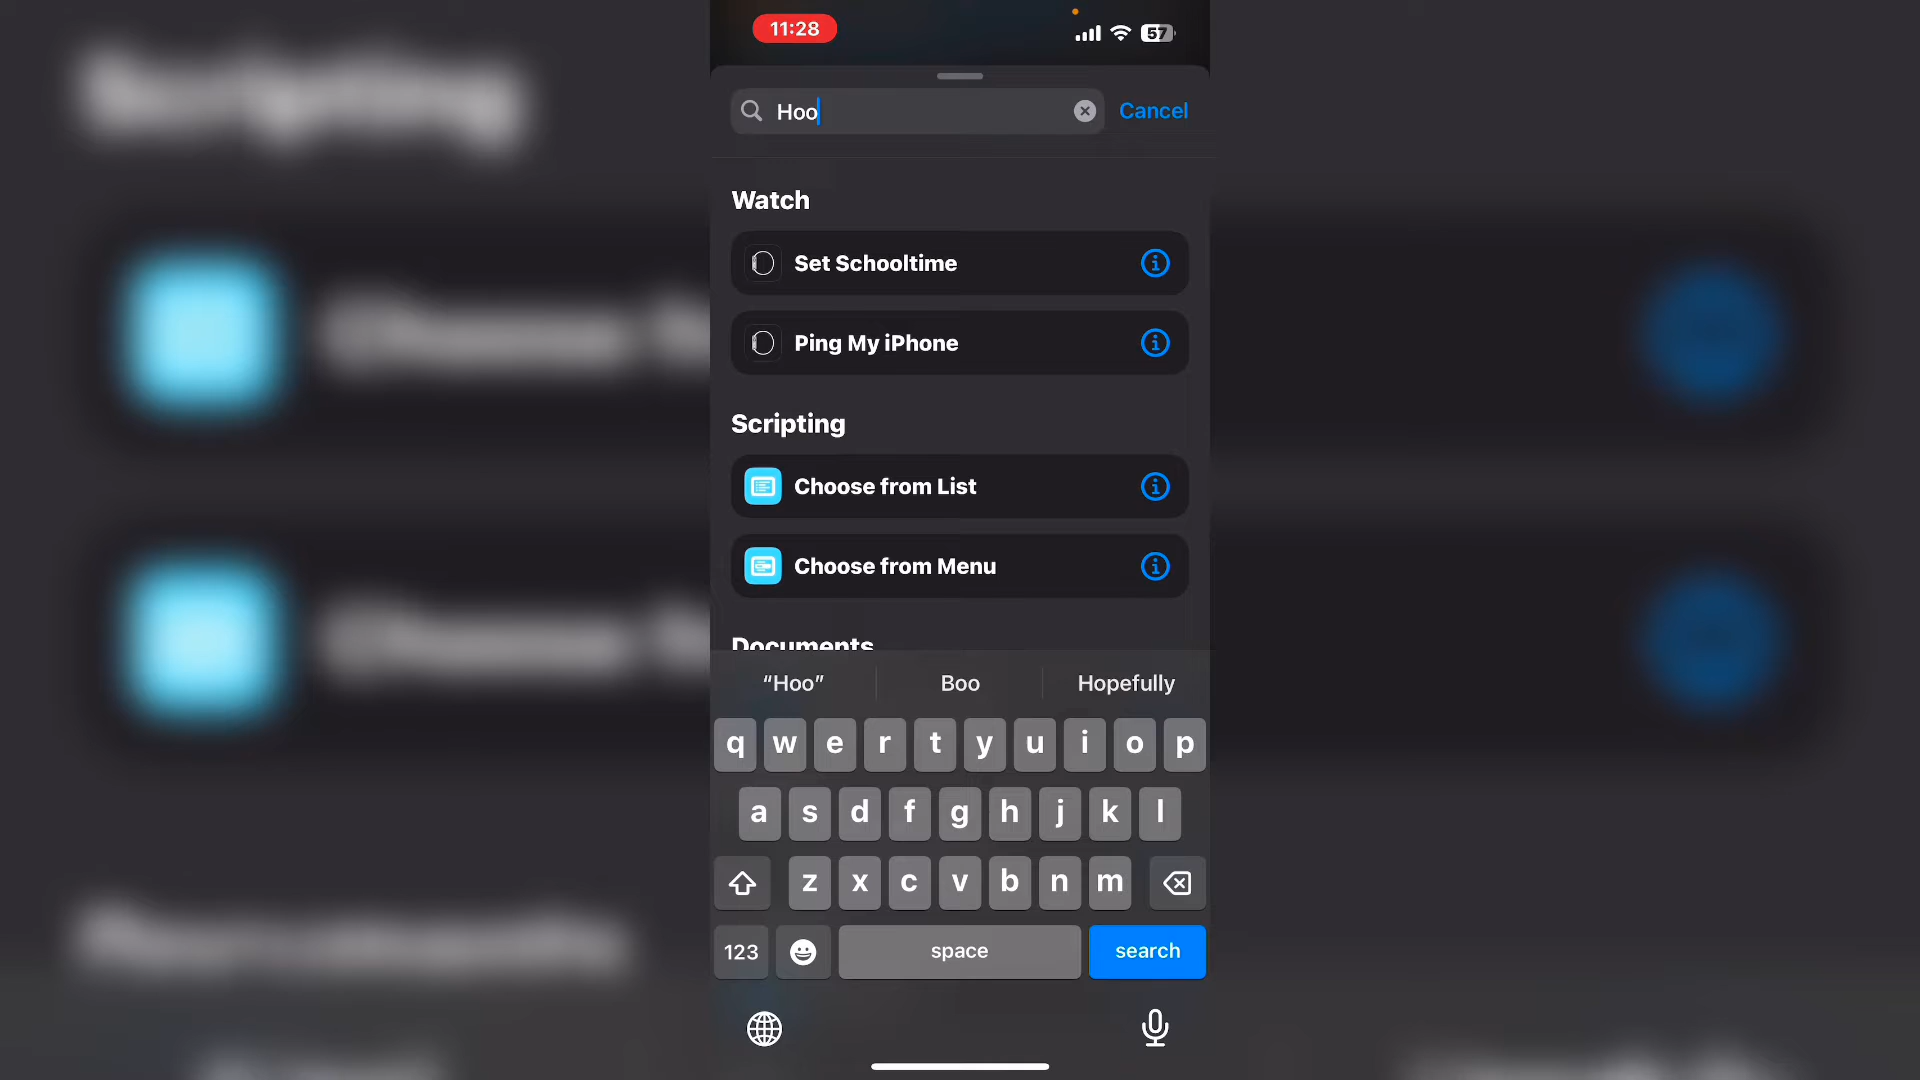 11:28
57
Hoo
Cancel
Watch
Set Schooltime
Ping My iPhone
Scripting
Choose from List
Choose from Menu
Documents
“Hoo”
Boo
Hopefully
q w e r t y u i o p
a s d f g h j k l
z x c v b n m
123
space
search